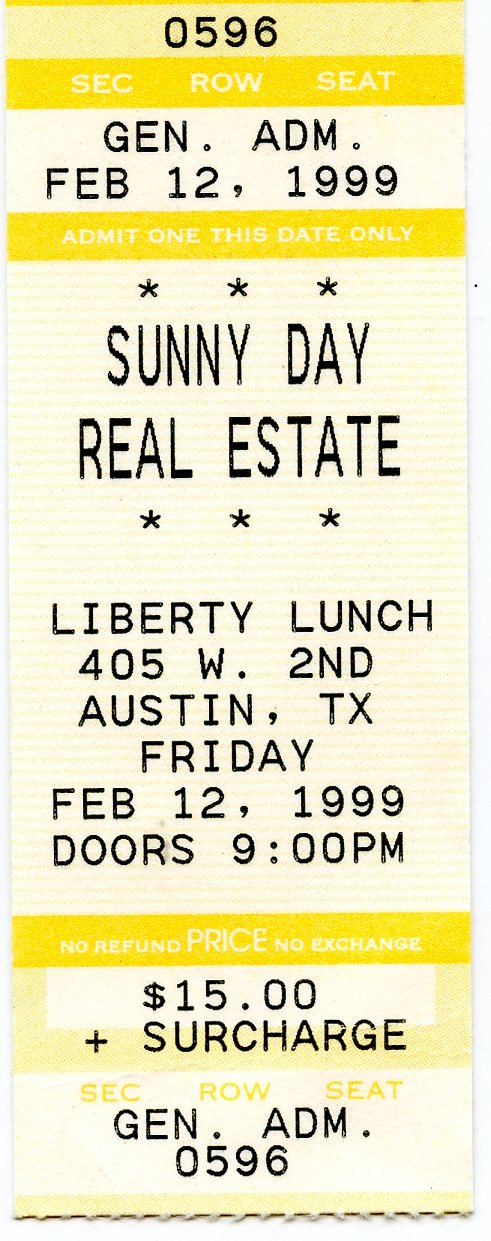 0596
SEC ROW SEAT
GEN. ADM.
FEB 12, 1999
ADMIT ONE THIS DATE ONLY
* * *
SUNNY DAY
REAL ESTATE
* * *
LIBERTY LUNCH
405 W. 2ND
AUSTIN, TX
FRIDAY
FEB 12, 1999
DOORS 9:00PM
NO REFUND PRICE NO EXCHANGE
$15.00
+ SURCHARGE
SEC ROW SEAT
GEN. ADM.
0596